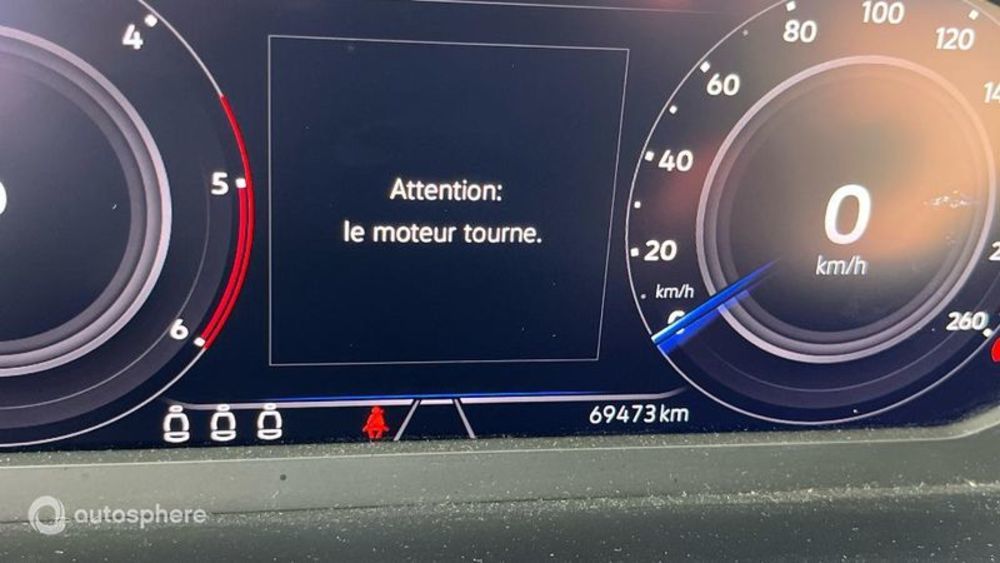 4
5
6
Attention:
le moteur tourne.
20
40
60
80
100
120
0
km/h
km/h
260
69473 km
autosphere